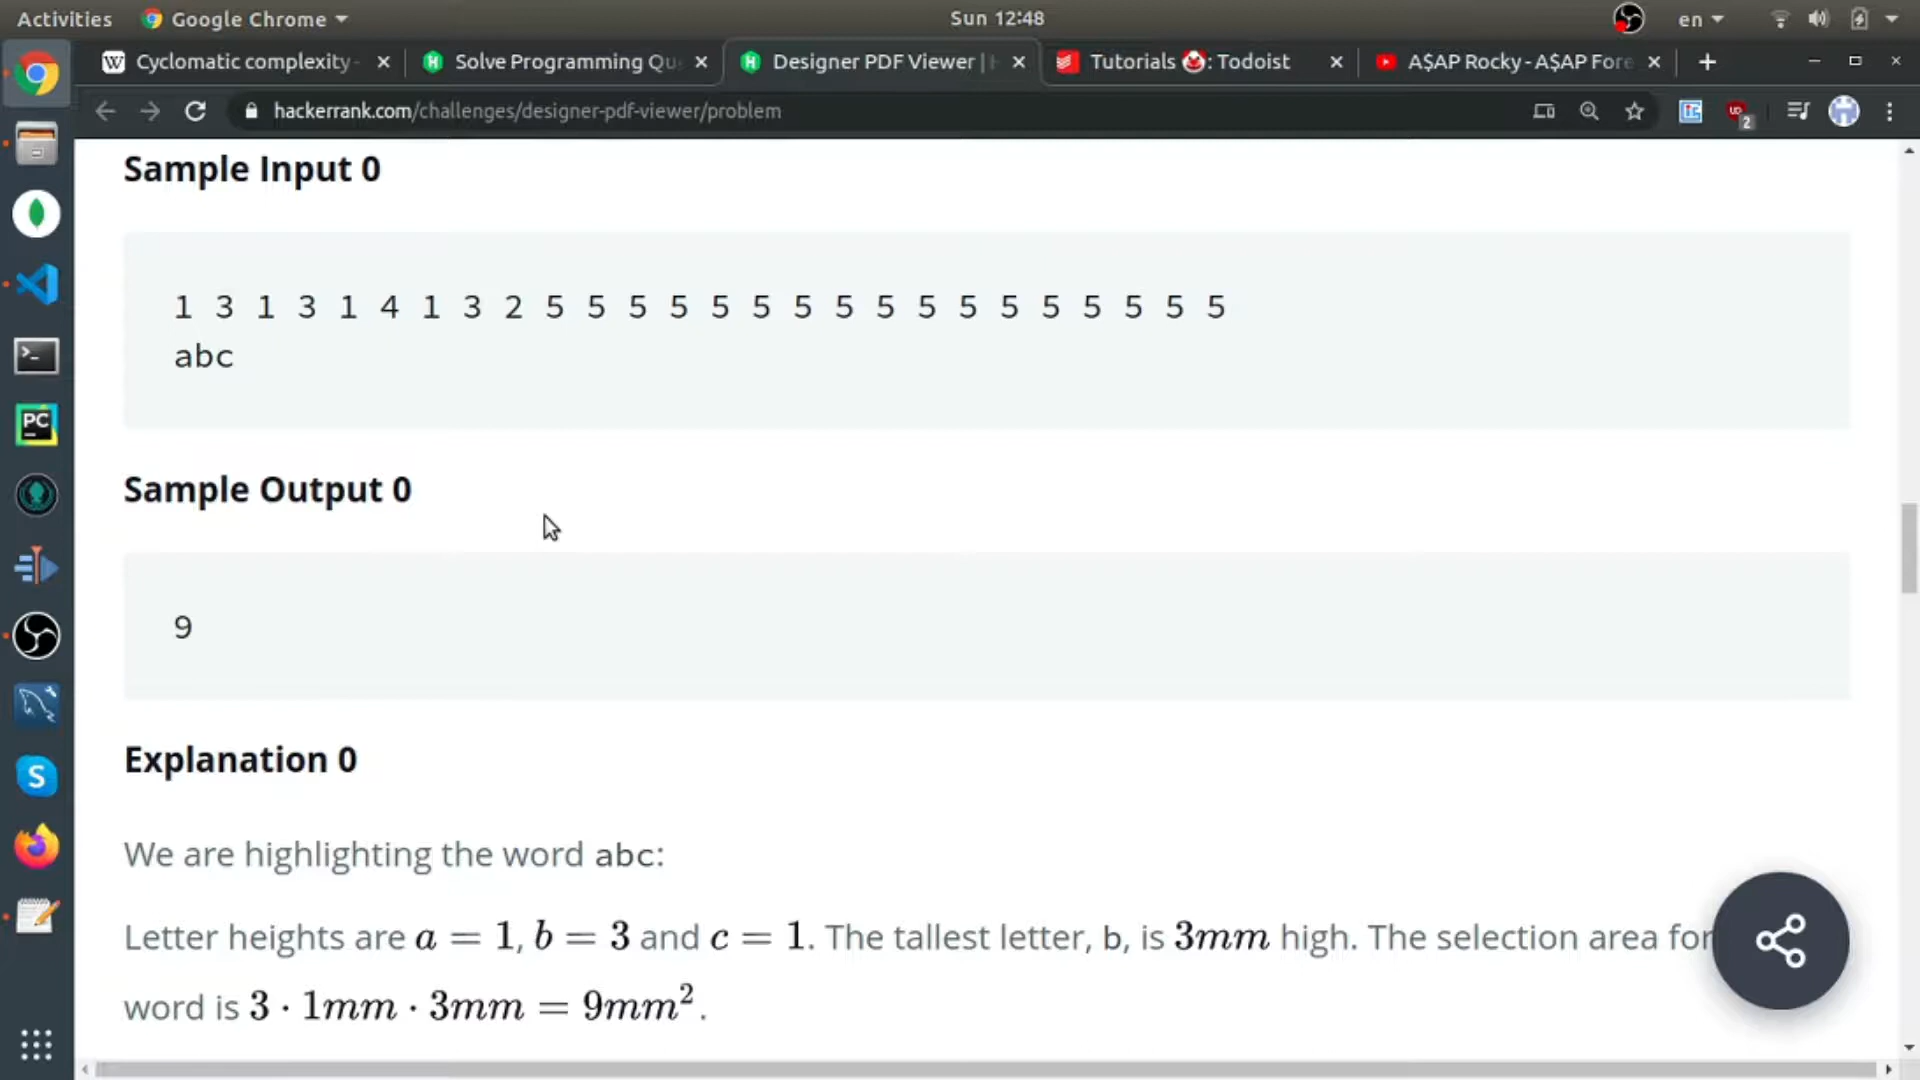 Activities Google Chrome Sun 12:48 en
Cyclomatic complexity - Solve Programming Qu Designer PDF Viewer | H Tutorials : Todoist A$AP Rocky - A$AP Fore
hackerrank.com/challenges/designer-pdf-viewer/problem 2
Sample Input 0
1 3 1 3 1 4 1 3 2 5 5 5 5 5 5 5 5 5 5 5 5 5 5 5 5 5
abc
Sample Output 0
9
Explanation 0
We are highlighting the word abc:
Letter heights are a = 1, b = 3 and c = 1. The tallest letter, b, is 3mm high. The selection area for
word is 3 · 1mm · 3mm = 9mm².